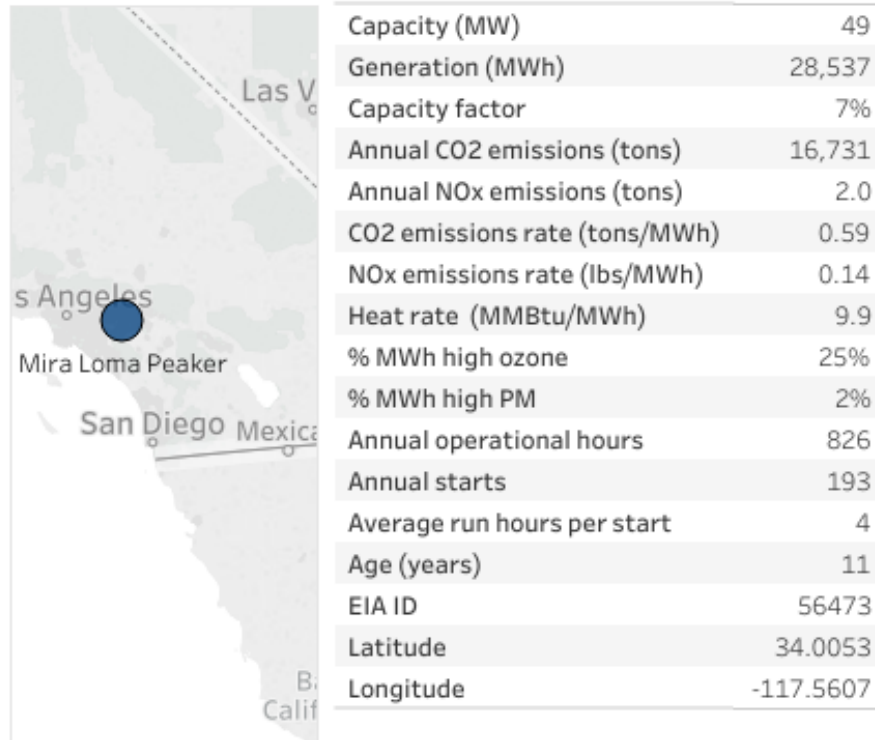 Las V
s Angeles
Mira Loma Peaker
San Diego
Mexica
Ba
Calif
Capacity (MW) 49
Generation (MWh) 28,537
Capacity factor 7%
Annual CO2 emissions (tons) 16,731
Annual NOx emissions (tons) 2.0
CO2 emissions rate (tons/MWh) 0.59
NOx emissions rate (lbs/MWh) 0.14
Heat rate (MMBtu/MWh) 9.9
% MWh high ozone 25%
% MWh high PM 2%
Annual operational hours 826
Annual starts 193
Average run hours per start 4
Age (years) 11
EIA ID 56473
Latitude 34.0053
Longitude -117.5607